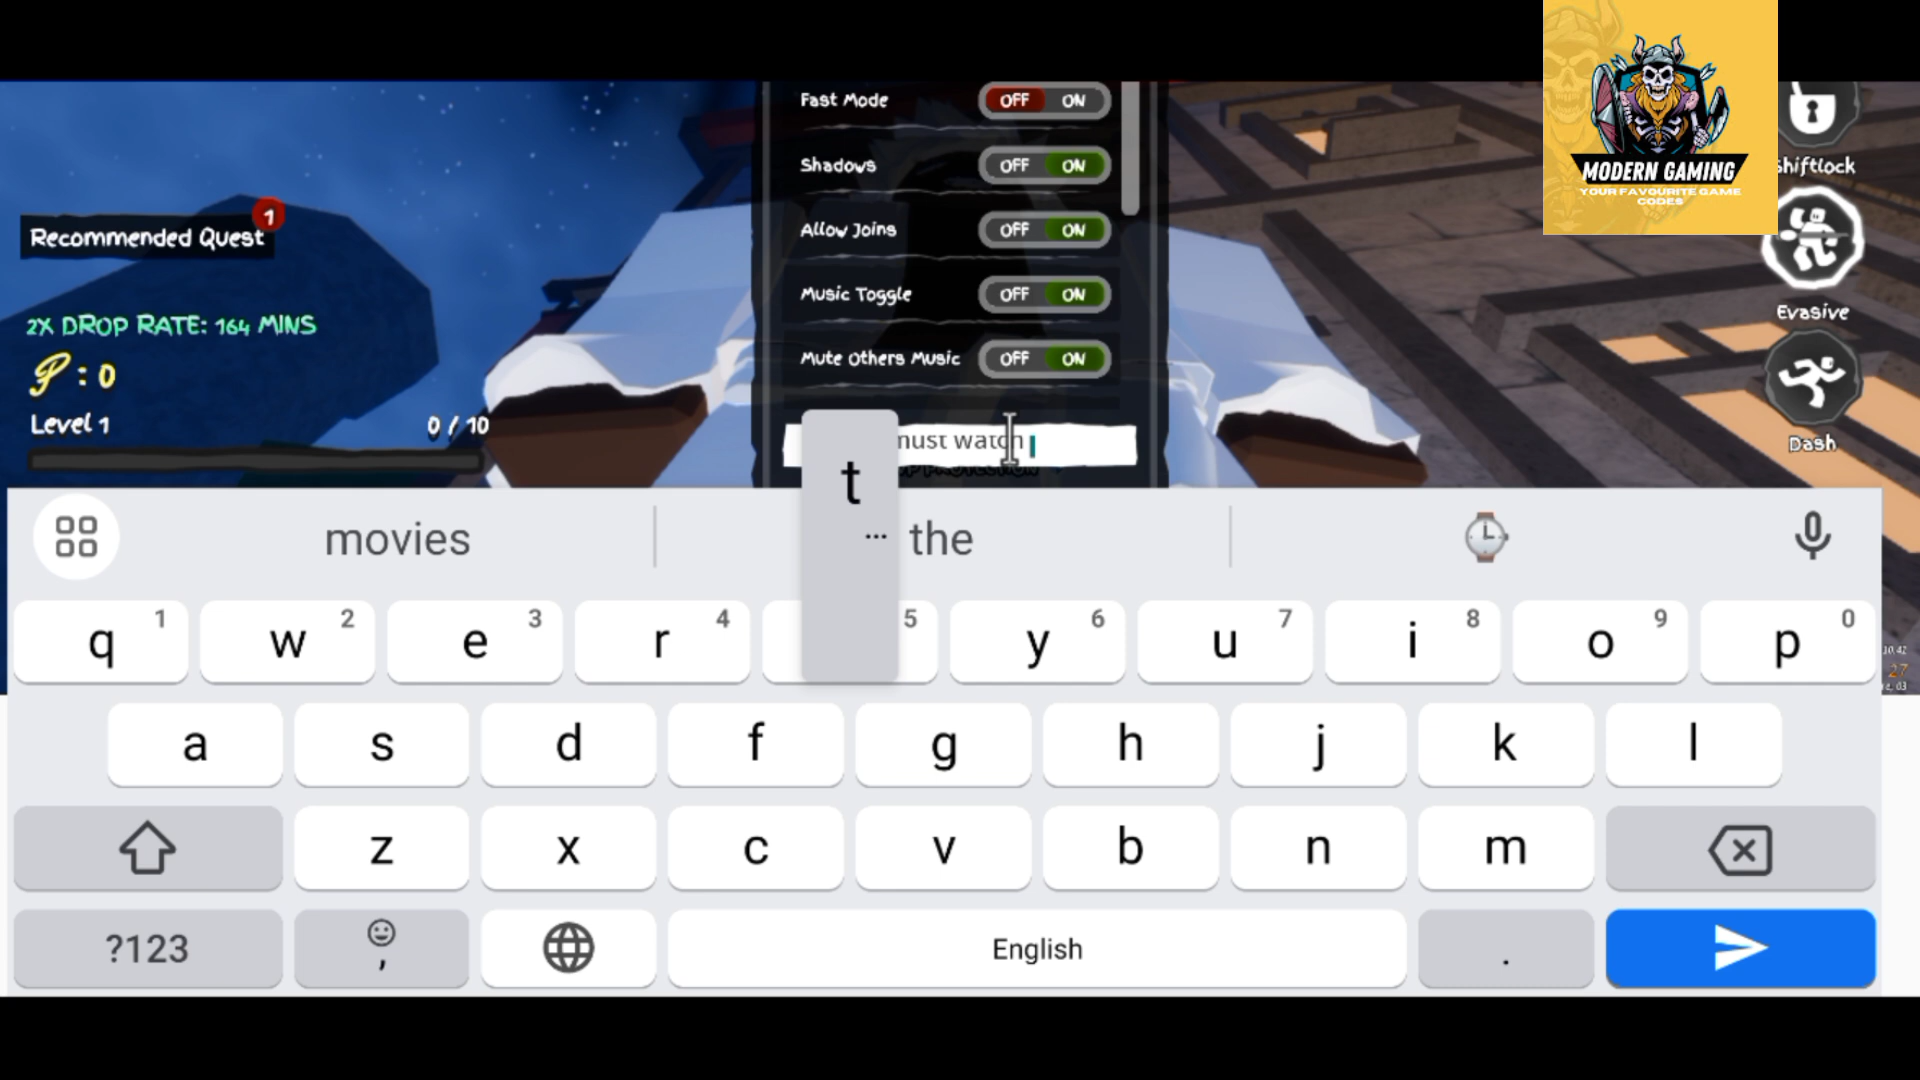 Fast Mode OFF ON
Shadows OFF ON
Allow Joins OFF ON
Music Toggle OFF ON
Mute Others Music OFF ON
must watch
MODERN GAMING
YOUR FAVOURITE GAME
CODES
Shiftlock
Evasive
Dash
Recommended Quest
1
2X DROP RATE: 164 MINS
P : 0
Level 1 0 / 10
t
...
movies the
q 1 w 2 e 3 r 4 5 y 6 u 7 i 8 o 9 p 0
a s d f g h j k l
z x c v b n m
?123 , English .
27